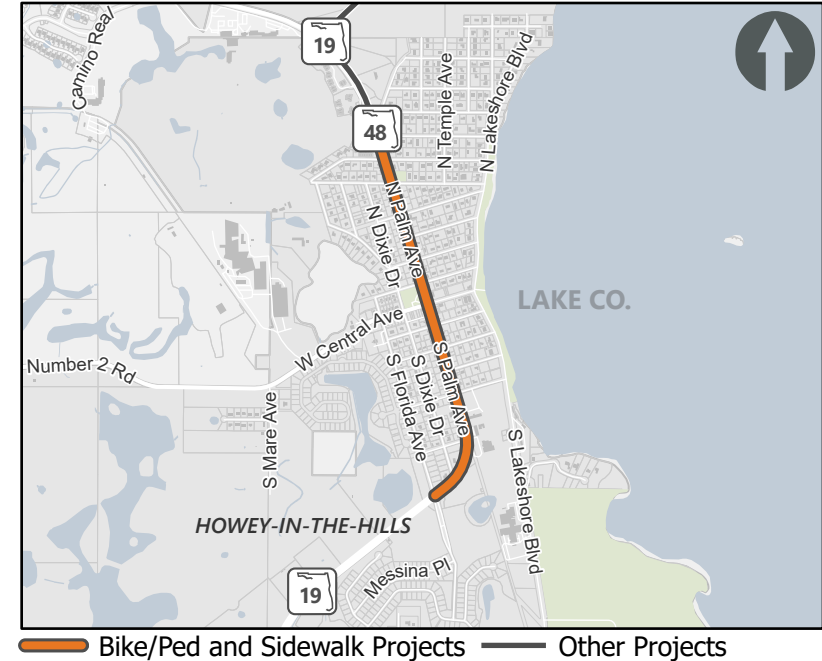 19
Camino Rea
48
N Temple Ave
N Lakeshore Blvd
N Palm Ave
N Dixie Dr
LAKE CO.
W Central Ave
Number 2 Rd
S Palm Ave
S Dixie Dr
S Florida Ave
S Mare Ave
S Lakeshore Blvd
HOWEY-IN-THE-HILLS
Messina Pl
19
Bike/Ped and Sidewalk Projects
Other Projects